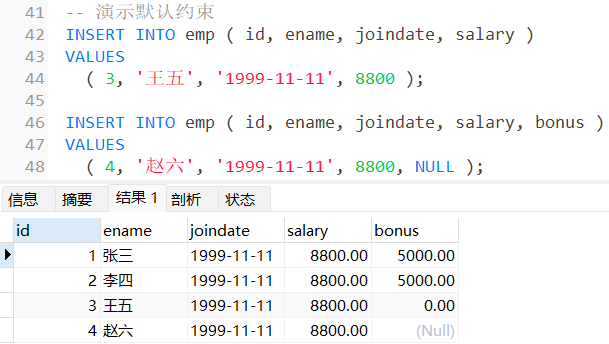 41 -- 演示默认约束
42 INSERT INTO emp ( id, ename, joindate, salary )
43 VALUES
44 ( 3, '王五', '1999-11-11', 8800 );
45
46 INSERT INTO emp ( id, ename, joindate, salary, bonus )
47 VALUES
48 ( 4, '赵六', '1999-11-11', 8800, NULL );
信息 摘要 结果 1 剖析 状态
id ename joindate salary bonus
1 张三 1999-11-11 8800.00 5000.00
2 李四 1999-11-11 8800.00 5000.00
3 王五 1999-11-11 8800.00 0.00
4 赵六 1999-11-11 8800.00 (Null)